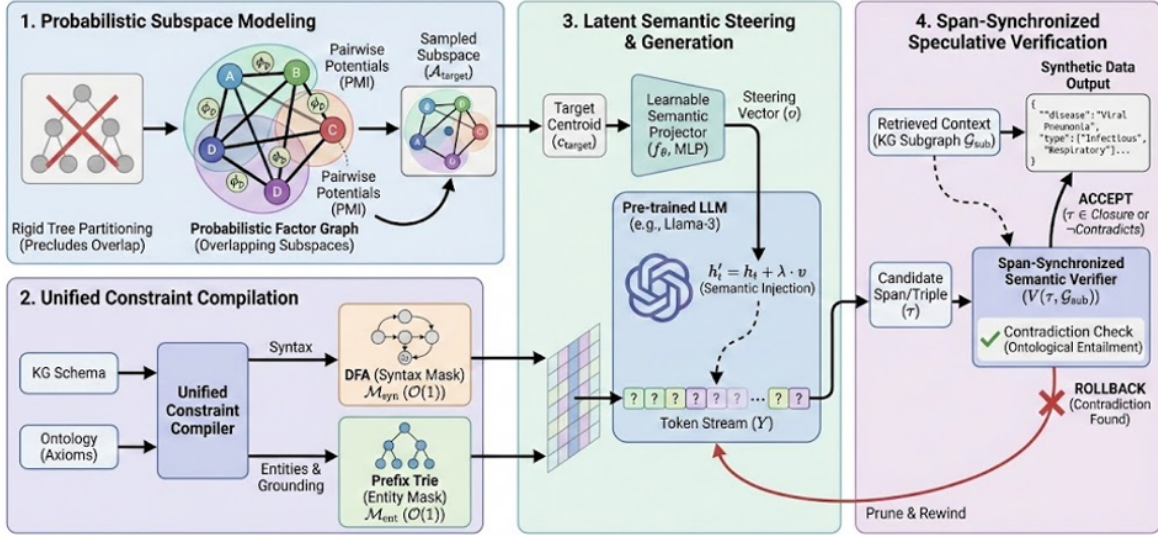 1. Probabilistic Subspace Modeling
Rigid Tree Partitioning
(Precludes Overlap)
A
B
C
D
D
ϕ_D
ϕ_D
ϕ_D
ϕ_D
ϕ_D
Pairwise
Potentials
(PMI)
Pairwise
Potentials
(PMI)
Probabilistic Factor Graph
(Overlapping Subspaces)
Sampled
Subspace
(𝒜_target)
2. Unified Constraint Compilation
KG Schema
Ontology
(Axioms)
Unified
Constraint
Compiler
Syntax
Entities &
Grounding
DFA (Syntax Mask)
ℳ_syn (𝒪(1))
Prefix Trie
(Entity Mask)
ℳ_ent (𝒪(1))
3. Latent Semantic Steering
& Generation
Target
Centroid
(c_target)
Learnable
Semantic
Projector
(f_θ, MLP)
Steering
Vector (v)
Pre-trained LLM
(e.g., Llama-3)
h′_t = h_t + λ · v
(Semantic Injection)
? ? ? ? ? ? ... ? ?
Token Stream (Y)
4. Span-Synchronized
Speculative Verification
Synthetic Data
Output
{
""disease":"Viral
Pneumonia",
"type":["Infectious",
"Respiratory"]...
}
Retrieved Context
(KG Subgraph 𝒢_sub)
ACCEPT
(τ ∈ Closure or
¬Contradicts)
Candidate
Span/Triple
(τ)
Span-Synchronized
Semantic Verifier
(V(τ, 𝒢_sub))
Contradiction Check
(Ontological Entailment)
ROLLBACK
(Contradiction
Found)
Prune & Rewind